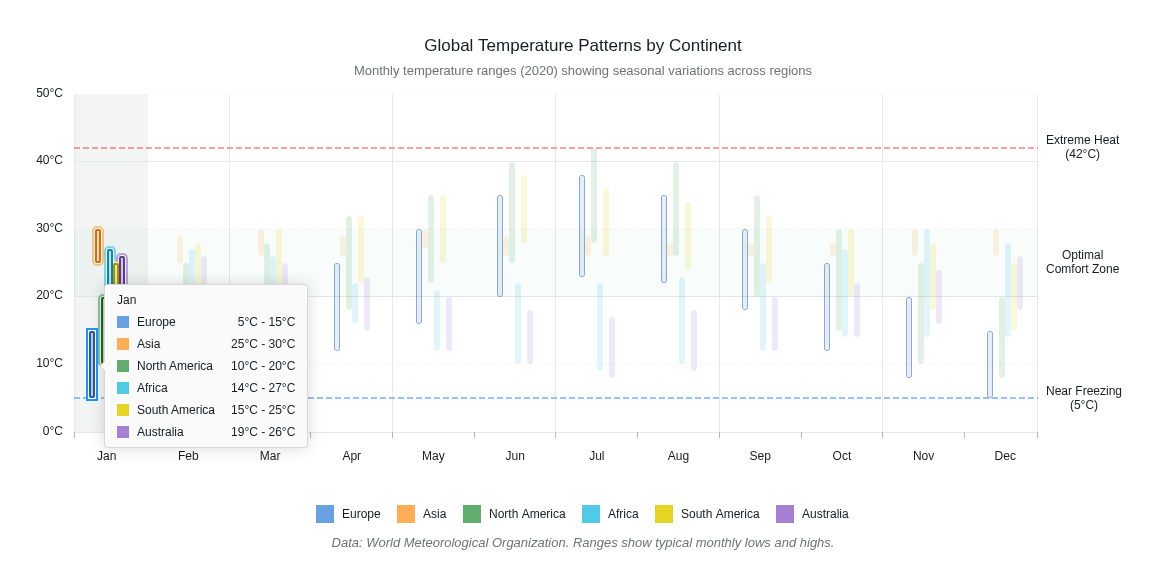 Global Temperature Patterns by Continent
Monthly temperature ranges (2020) showing seasonal variations across regions
50°C
40°C
30°C
20°C
10°C
0°C
Extreme Heat
(42°C)
Optimal
Comfort Zone
Near Freezing
(5°C)
Jan
Europe 5°C - 15°C
Asia 25°C - 30°C
North America 10°C - 20°C
Africa 14°C - 27°C
South America 15°C - 25°C
Australia 19°C - 26°C
Jan Feb Mar Apr May Jun Jul Aug Sep Oct Nov Dec
Europe Asia North America Africa South America Australia
Data: World Meteorological Organization. Ranges show typical monthly lows and highs.